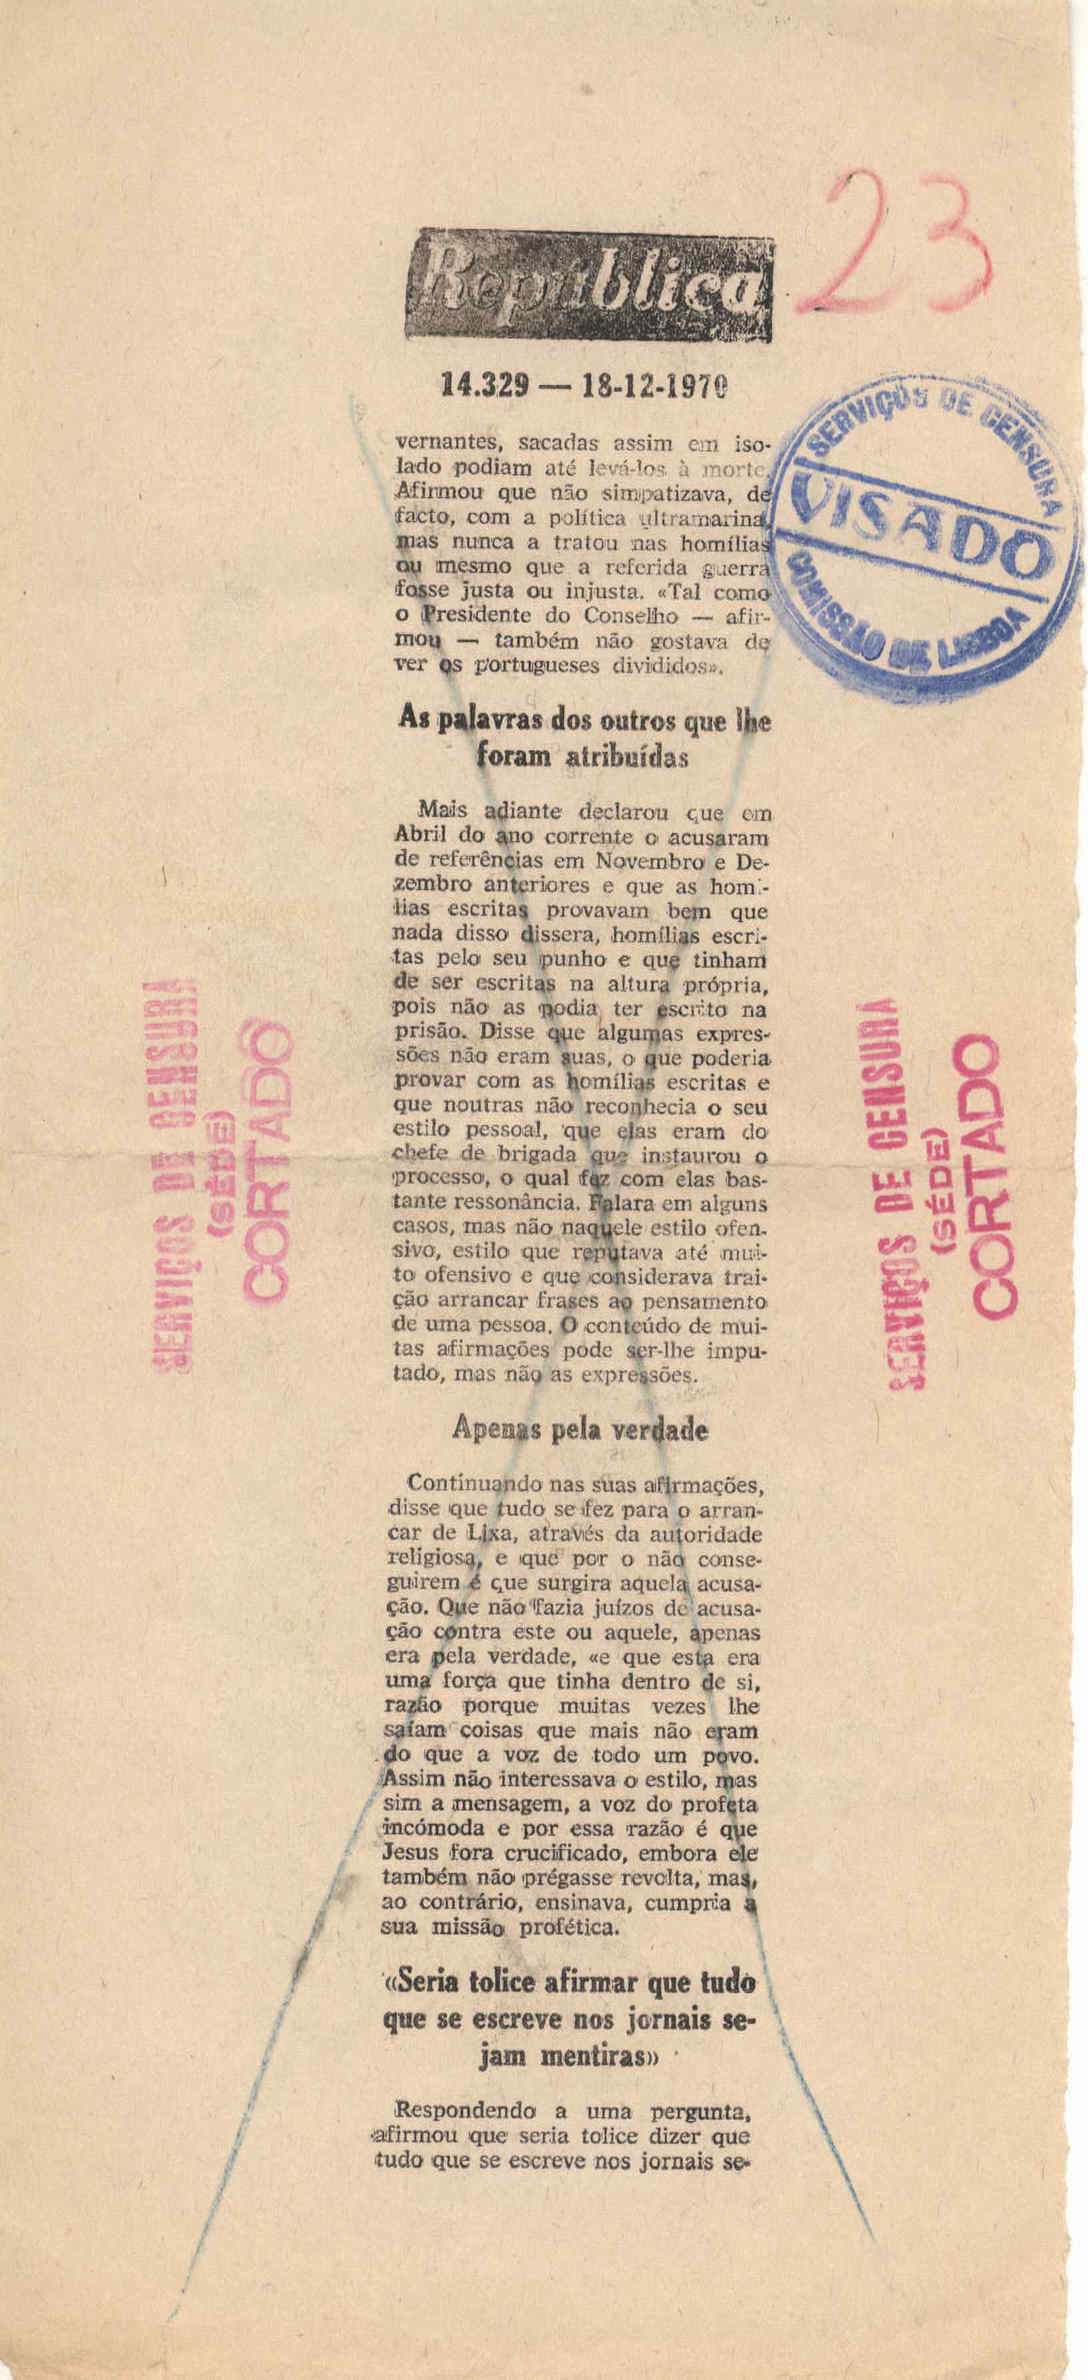 23
República
14.329 — 18-12-1970
SERVIÇOS DE CENSURA
VISADO
COMISSÃO DE LISBOA
vernantes, sacadas assim em iso-
lado podiam até levá-los à morte.
Afirmou que não simpatizava, de
facto, com a política ultramarina,
mas nunca a tratou nas homílias
ou mesmo que a referida guerra
fosse justa ou injusta. «Tal como
o Presidente do Conselho — afir-
mou — também não gostava de
ver os portugueses divididos».
As palavras dos outros que lhe
foram atribuídas
Mais adiante declarou que em
Abril do ano corrente o acusaram
de referências em Novembro e De-
zembro anteriores e que as homí-
lias escritas provavam bem que
nada disso dissera, homílias escri-
tas pelo seu punho e que tinham
de ser escritas na altura própria,
pois não as podia ter escrito na
prisão. Disse que algumas expres-
sões não eram suas, o que poderia
provar com as homílias escritas e
que noutras não reconhecia o seu
estilo pessoal, que elas eram do
chefe de brigada que instaurou o
processo, o qual fez com elas bas-
tante ressonância. Falara em alguns
casos, mas não naquele estilo ofen-
sivo, estilo que reputava até mui-
to ofensivo e que considerava trai-
ção arrancar frases ao pensamento
de uma pessoa. O conteúdo de mui-
tas afirmações pode ser-lhe impu-
tado, mas não as expressões.
SERVIÇOS DE CENSURA
(SÉDE)
CORTADO
SERVIÇOS DE CENSURA
(SÉDE)
CORTADO
Apenas pela verdade
Continuando nas suas afirmações,
disse que tudo se fez para o arran-
car de Lixa, através da autoridade
religiosa, e que por o não conse-
guirem é que surgira aquela acusa-
ção. Que não fazia juízos de acusa-
ção contra este ou aquele, apenas
era pela verdade, «e que esta era
uma força que tinha dentro de si,
razão porque muitas vezes lhe
saíam coisas que mais não eram
do que a voz de todo um povo.
Assim não interessava o estilo, mas
sim a mensagem, a voz do profeta
incómoda e por essa razão é que
Jesus fora crucificado, embora ele
também não prégasse revolta, mas,
ao contrário, ensinava, cumpria a
sua missão profética.
«Seria tolice afirmar que tudo
que se escreve nos jornais se-
jam mentiras»
Respondendo a uma pergunta,
afirmou que seria tolice dizer que
tudo que se escreve nos jornais se-